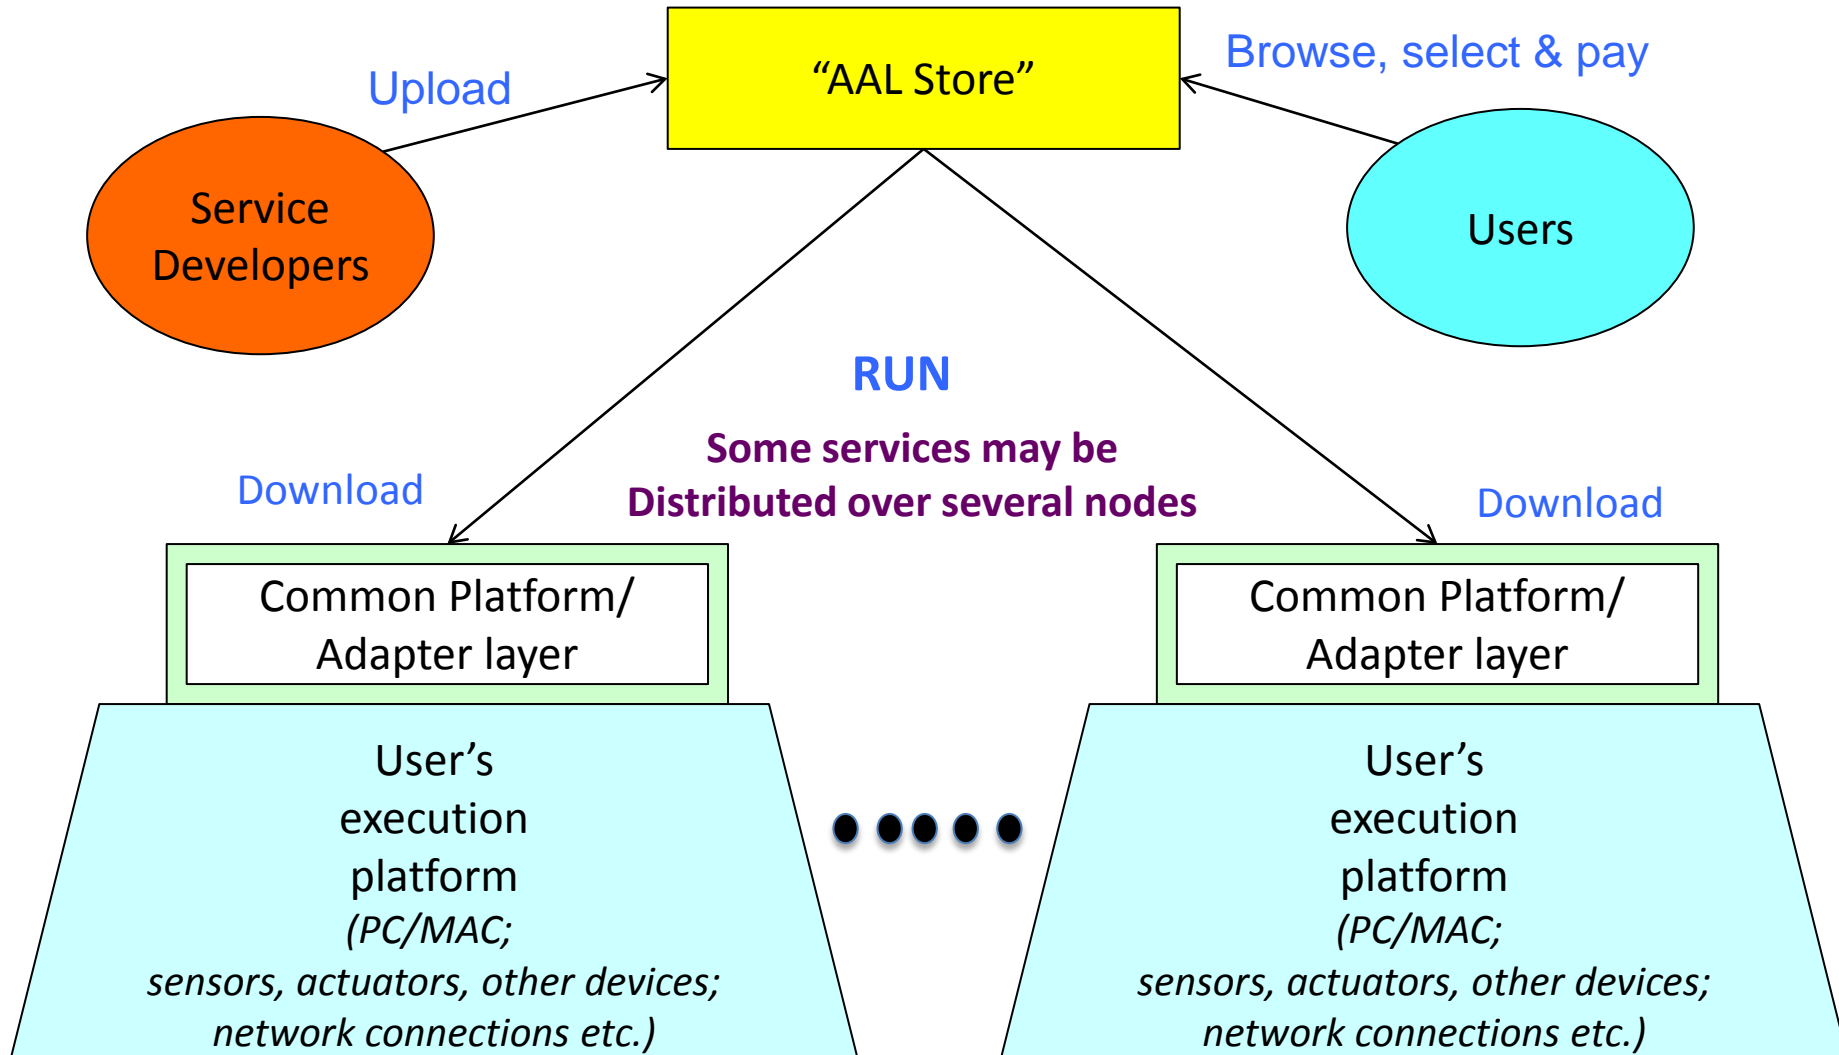 “AAL Store”
Browse, select & pay
Upload
Service
Developers
Users
RUN
Some services may be
Distributed over several nodes
Download
Download
Common Platform/
Adapter layer
Common Platform/
Adapter layer
User’s
execution
platform
(PC/MAC;
sensors, actuators, other devices;
network connections etc.)
User’s
execution
platform
(PC/MAC;
sensors, actuators, other devices;
network connections etc.)